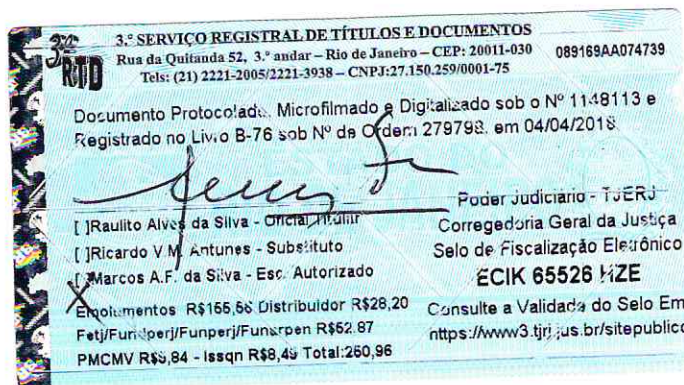 3.º RTD
3.º SERVIÇO REGISTRAL DE TÍTULOS E DOCUMENTOS
Rua da Quitanda 52, 3.º andar – Rio de Janeiro – CEP: 20011-030
089169AA074739
Tels: (21) 2221-2005/2221-3938 – CNPJ:27.150.259/0001-75
Documento Protocolado, Microfilmado e Digitalizado sob o Nº 1148113 e
Registrado no Livro B-76 sob Nº de Ordem 279798. em 04/04/2018
[ ]Raulito Alves da Silva - Oficial Titular
[ ]Ricardo V.M. Antunes - Substituto
[ ]Marcos A.F. da Silva - Esc. Autorizado
Emolumentos R$155,56 Distribuidor R$28,20
Fetj/Fundperj/Funperj/Funarpen R$52.87
PMCMV R$ ,84 - Issqn R$8,49 Total:260,96
Poder Judiciário - TJERJ
Corregedoria Geral da Justiça
Selo de Fiscalização Eletrônico
ECIK 65526 HZE
Consulte a Validade do Selo Em
https://www3.tjrj.jus.br/sitepublico